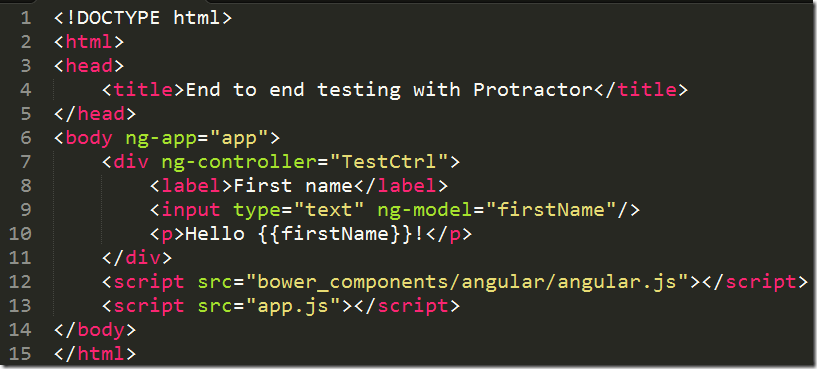 1 <!DOCTYPE html>
2 <html>
3 <head>
4     <title>End to end testing with Protractor</title>
5 </head>
6 <body ng-app="app">
7     <div ng-controller="TestCtrl">
8         <label>First name</label>
9         <input type="text" ng-model="firstName"/>
10         <p>Hello {{firstName}}!</p>
11     </div>
12     <script src="bower_components/angular/angular.js"></script>
13     <script src="app.js"></script>
14 </body>
15 </html>